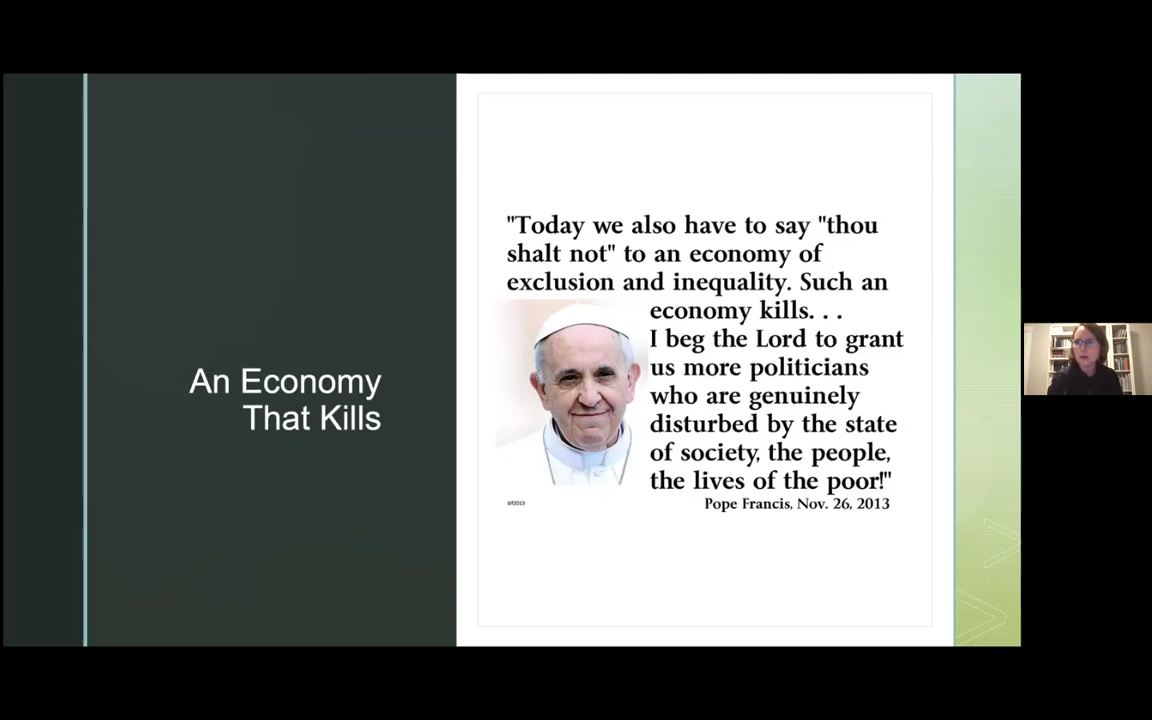 An Economy
That Kills
"Today we also have to say "thou
shalt not" to an economy of
exclusion and inequality. Such an
economy kills. . .
I beg the Lord to grant
us more politicians
who are genuinely
disturbed by the state
of society, the people,
the lives of the poor!"
Pope Francis, Nov. 26, 2013